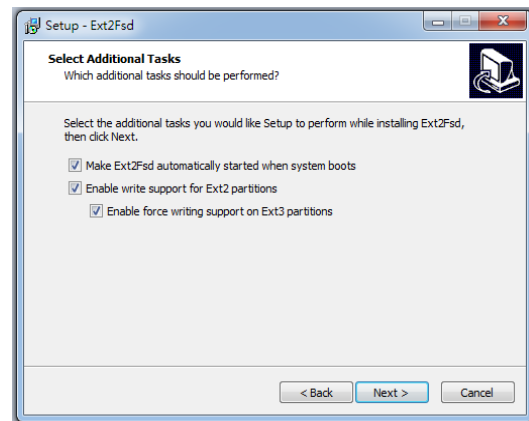 Setup - Ext2Fsd
Select Additional Tasks
Which additional tasks should be performed?
Select the additional tasks you would like Setup to perform while installing Ext2Fsd,
then click Next.
Make Ext2Fsd automatically started when system boots
Enable write support for Ext2 partitions
Enable force writing support on Ext3 partitions
< Back
Next >
Cancel